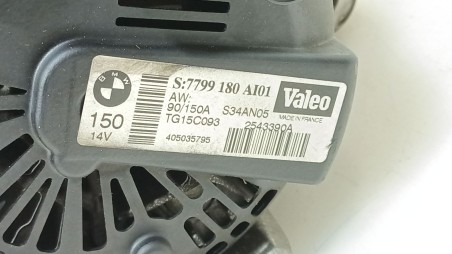 BMW
S:7799 180 AI01
AW:
90/150A S34AN05
TG15C093 2543390A
150
14V
405035795
Valeo
MADE IN FRANCE